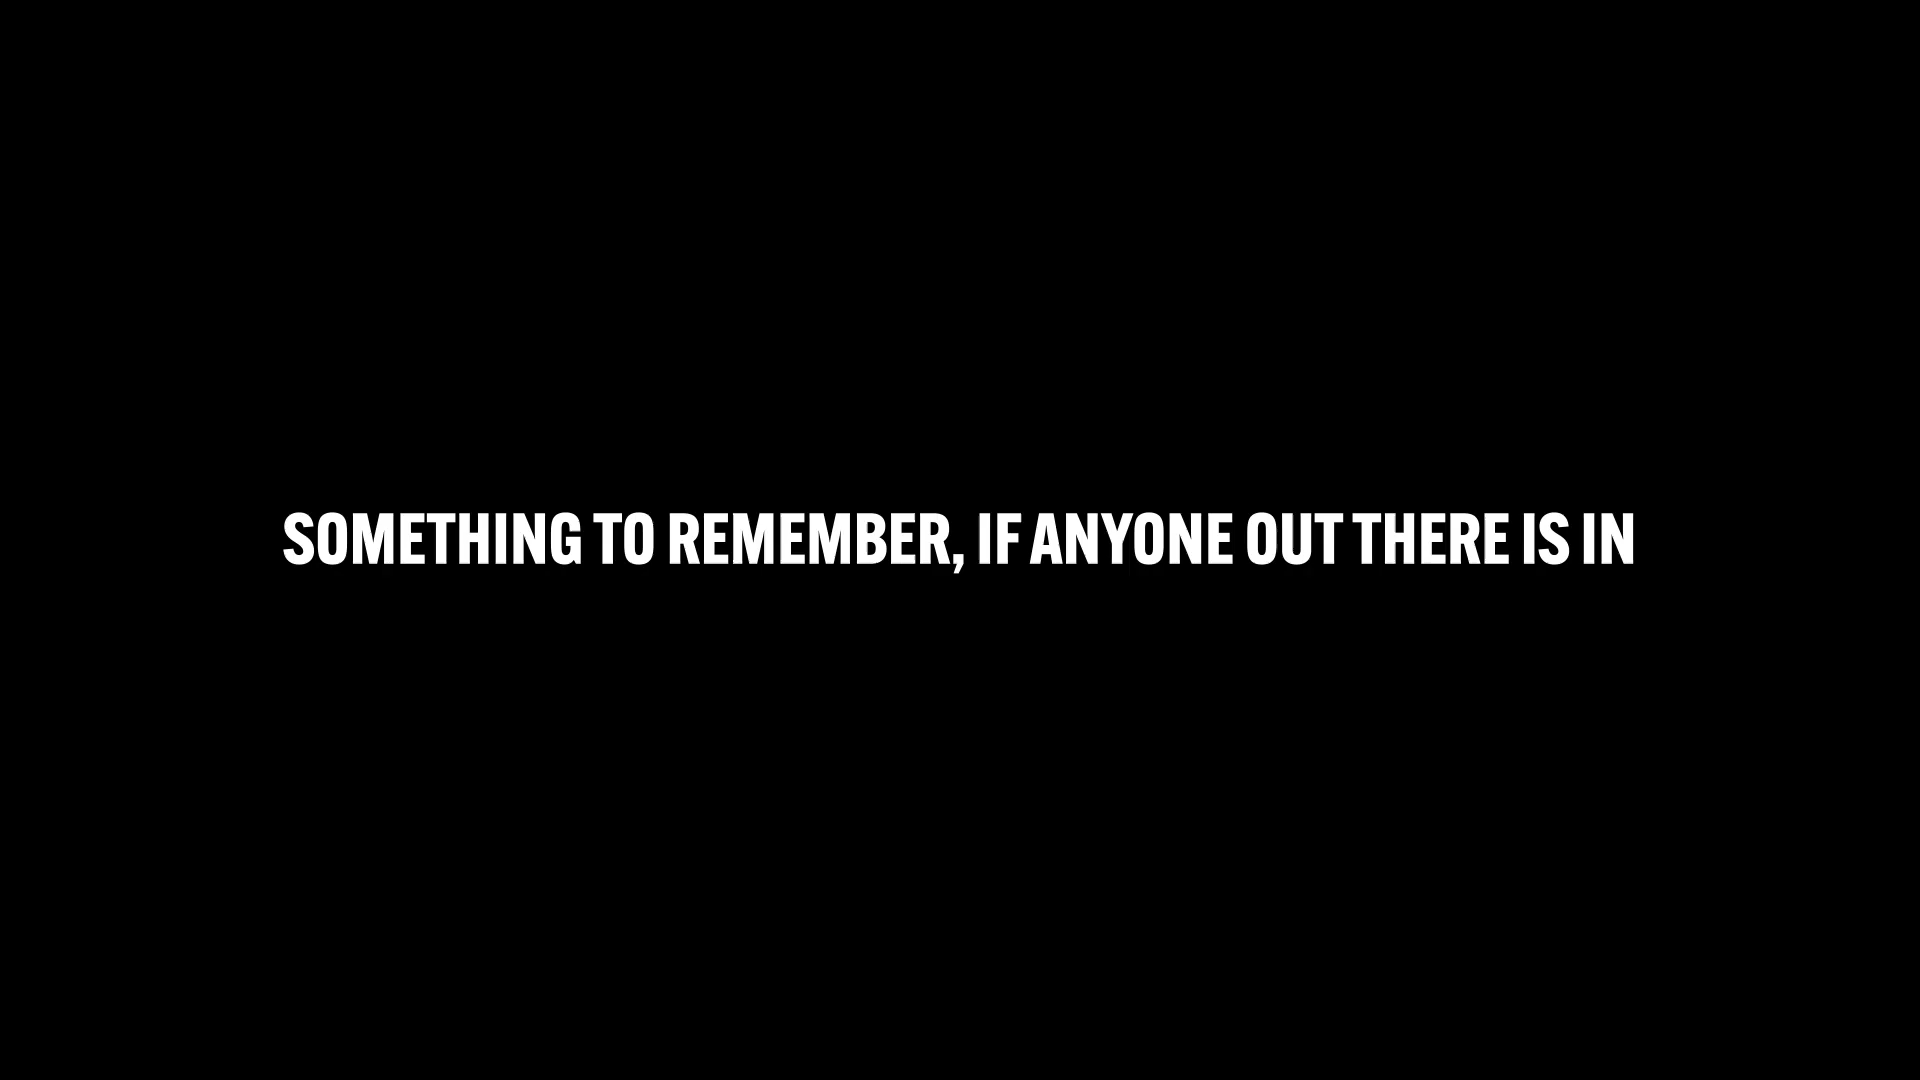 SOMETHING TO REMEMBER, IF ANYONE OUT THERE IS IN